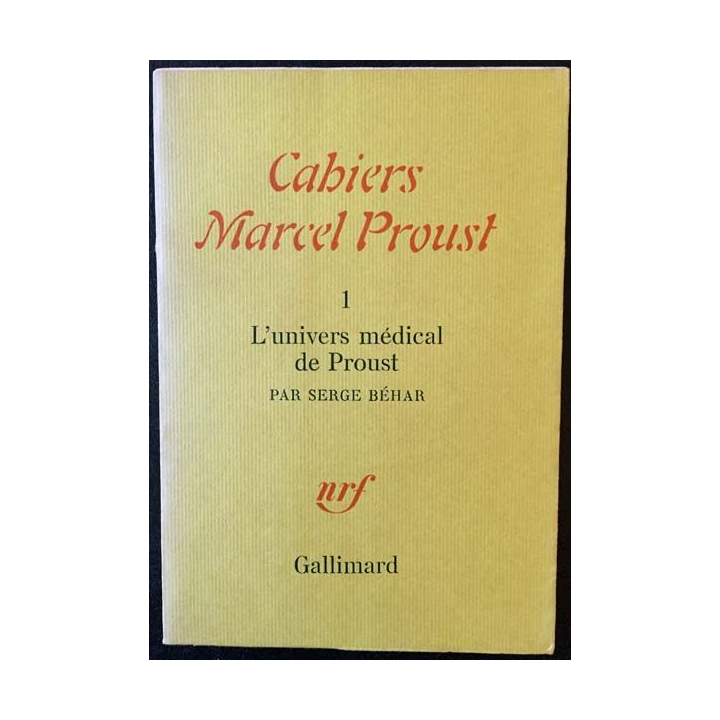 Cahiers
Marcel Proust
1
L'univers médical
de Proust
PAR SERGE BÉHAR
nrf
Gallimard